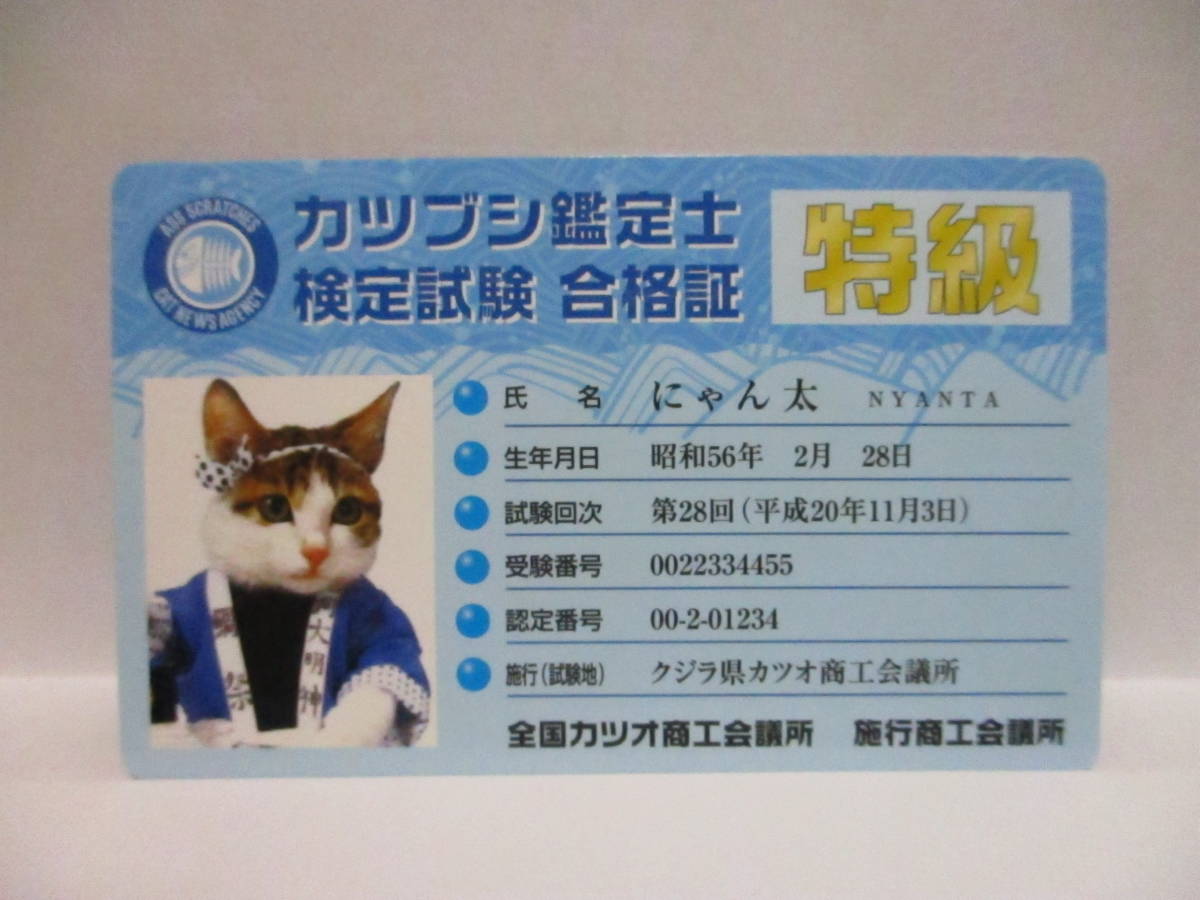 AGE SCRATCHES
CAT NEWS AGENCY
カツブシ鑑定士
検定試験 合格証
特級
氏 名 にゃん太 NYANTA
生年月日 昭和56年 2月 28日
試験回次 第28回(平成20年11月3日)
受験番号 0022334455
認定番号 00-2-01234
施行(試験地) クジラ県カツオ商工会議所
全国カツオ商工会議所 施行商工会議所
大明神
祭